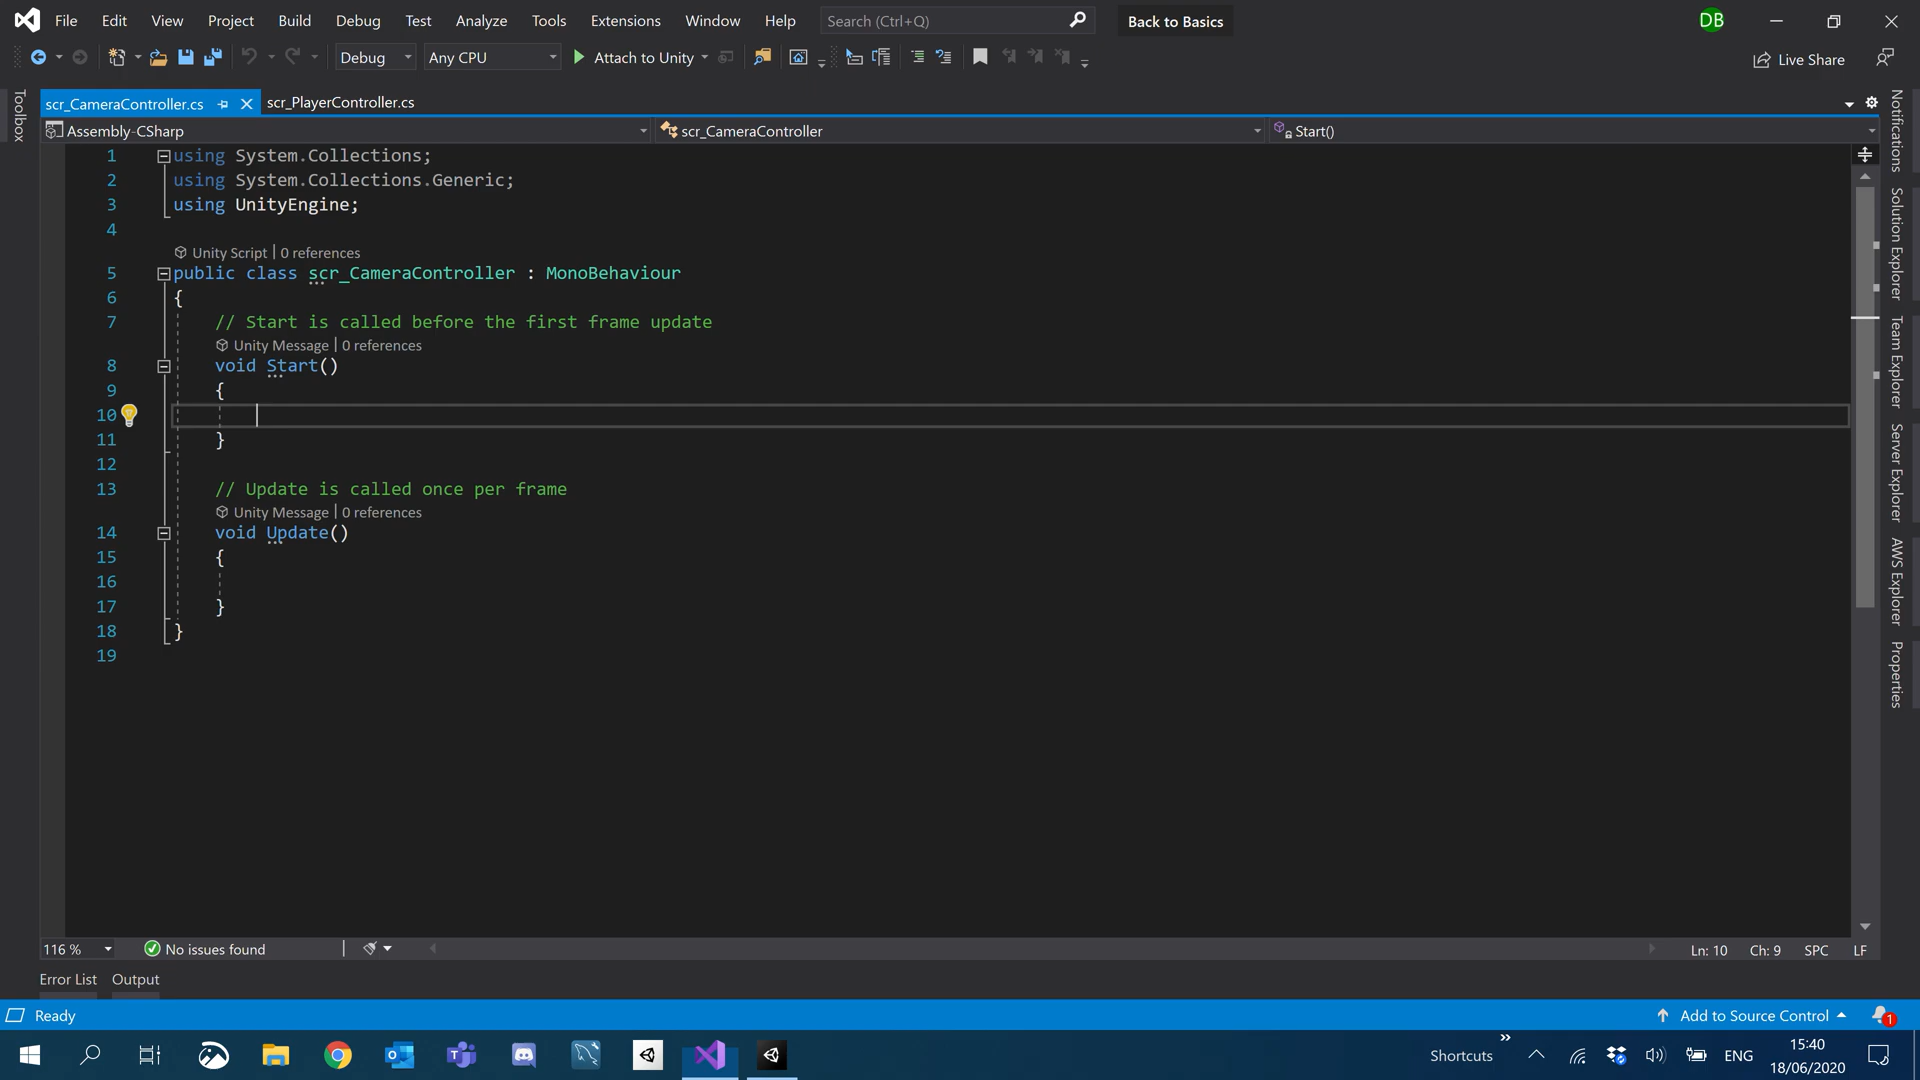 File Edit View Project Build Debug Test Analyze Tools Extensions Window Help Search (Ctrl+Q) Back to Basics DB
Debug Any CPU Attach to Unity Live Share
Toolbox
scr_CameraController.cs scr_PlayerController.cs
Assembly-CSharp scr_CameraController Start()
1 using System.Collections;
2 using System.Collections.Generic;
3 using UnityEngine;
4
Unity Script | 0 references
5 public class scr_CameraController : MonoBehaviour
6 {
7 // Start is called before the first frame update
Unity Message | 0 references
8 void Start()
9 {
10
11 }
12
13 // Update is called once per frame
Unity Message | 0 references
14 void Update()
15 {
16
17 }
18 }
19
Notifications
Solution Explorer
Team Explorer
Server Explorer
AWS Explorer
Properties
116 % No issues found Ln: 10 Ch: 9 SPC LF
Error List Output
Ready Add to Source Control 1
Shortcuts ENG 15:40
18/06/2020